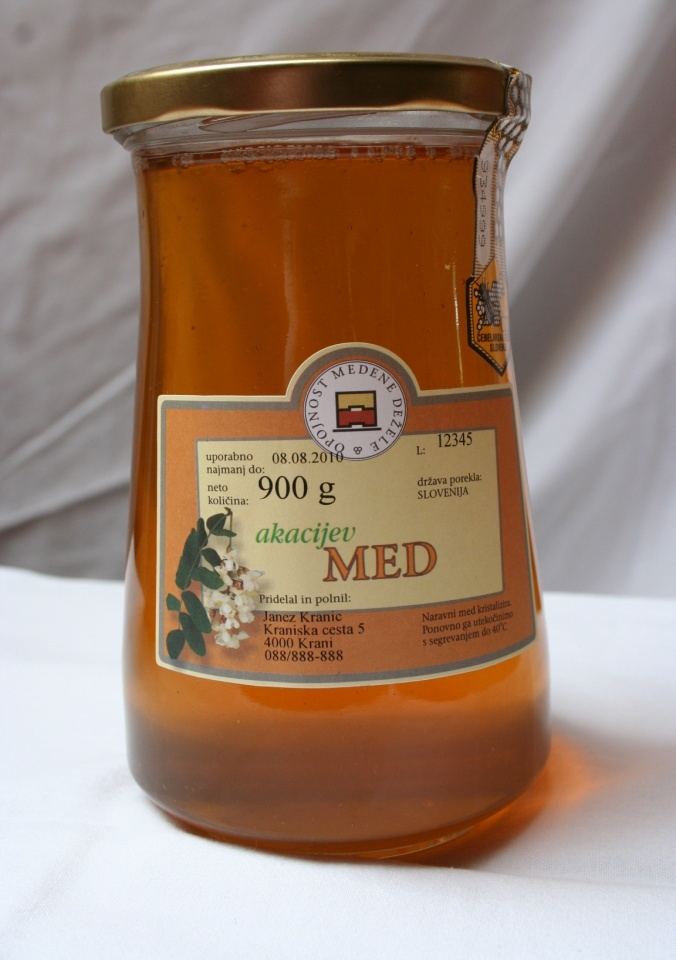 OPOJNOST MEDENE DEŽELE &
uporabno
najmanj do: 08.08.2010
L: 12345
neto
količina: 900 g
država porekla:
SLOVENIJA
akacijev
MED
Pridelal in polnil:
Janez Kranic
Kraniska cesta 5
4000 Krani
088/888-888
Naravni med kristalizira.
Ponovno ga utekočinimo
s segrevanjem do 40°C